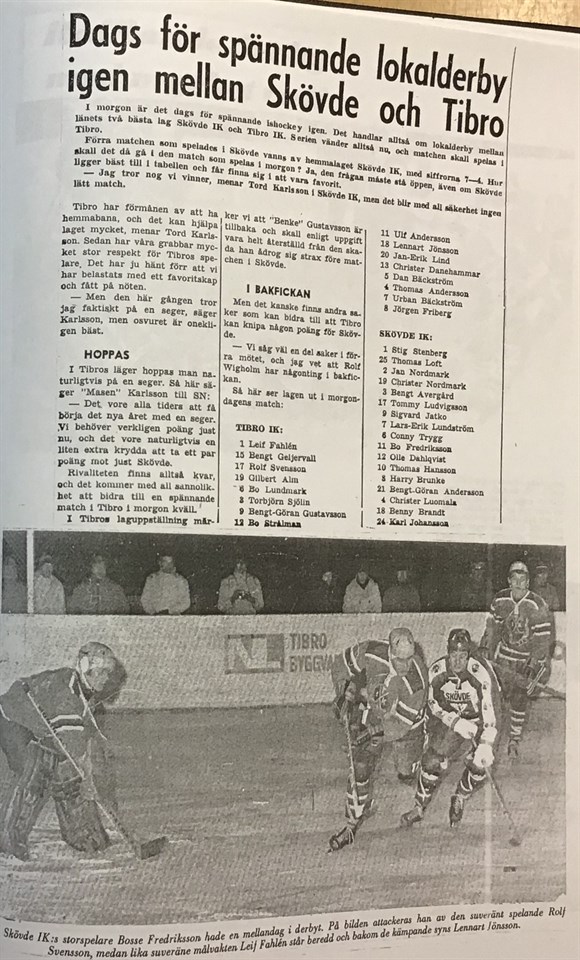 Dags för spännande lokalderby
igen mellan Skövde och Tibro
I morgon är det dags för spännande ishockey igen. Det handlar alltså om lokalderby mellan
länets två bästa lag Skövde IK och Tibro IK. Serien vänder alltså nu, och matchen skall spelas i
Tibro.
Förra matchen som spelades i Skövde vanns av hemmalaget Skövde IK, med siffrorna 7—4. Hur
skall det då gå i den match som spelas i morgon? Ja, den frågan måste stå öppen, även om Skövde
ligger bäst till i tabellen och får finna sig i att vara favorit.
— Jag tror nog vi vinner, menar Tord Karlsson i Skövde IK, men det blir med all säkerhet ingen
lätt match.
Tibro har förmånen av att ha
hemmabana, och det kan hjälpa
laget mycket, menar Tord Karls-
son. Sedan har våra grabbar myc-
ket stor respekt för Tibros spe-
lare. Det har ju hänt förr att vi
har belastats med ett favoritskap
och fått på nöten.
— Men den här gången tror
jag faktiskt på en seger, säger
Karlsson, men osvuret är onekli-
gen bäst.
HOPPAS
I Tibros läger hoppas man na-
turligtvis på en seger. Så här sä-
ger "Masen" Karlsson till SN:
— Det vore alla tiders att få
börja det nya året med en seger.
Vi behöver verkligen poäng just
nu, och det vore naturligtvis en
liten extra krydda att ta ett par
poäng mot just Skövde.
Rivaliteten finns alltså kvar,
och det kommer med all sannolik-
het att bidra till en spännande
match i Tibro i morgon kväll.
I Tibros laguppställning mär-
ker vi att "Benke" Gustavsson är
tillbaka och skall enligt uppgift
vara helt återställd från den ska-
da han ådrog sig strax före mat-
chen i Skövde.
I BAKFICKAN
Men det kanske finns andra sa-
ker som kan bidra till att Tibro
kan knipa någon poäng för Sköv-
de.
— Vi såg väl en del saker i för-
ra mötet, och jag vet att Rolf
Wigholm har någonting i bakfic-
kan.
Så här ser lagen ut i morgon-
dagens match:
TIBRO IK:
1 Leif Fahlén
15 Bengt Geijervall
17 Rolf Svensson
19 Gilbert Alm
6 Bo Lundmark
3 Torbjörn Sjölin
9 Bengt-Göran Gustavsson
12 Bo Strålman
11 Ulf Andersson
18 Lennart Jönsson
20 Jan-Erik Lind
13 Christer Danehammar
5 Dan Bäckström
4 Thomas Andersson
7 Urban Bäckström
8 Jörgen Friberg
SKÖVDE IK:
1 Stig Stenberg
25 Thomas Loft
2 Jan Nordmark
19 Christer Nordmark
3 Bengt Avergård
17 Tommy Ludvigsson
9 Sigvard Jatko
7 Lars-Erik Lundström
6 Conny Trygg
11 Bo Fredriksson
12 Olle Dahlqvist
10 Thomas Hansson
8 Harry Brunke
21 Bengt-Göran Andersson
4 Christer Luomala
18 Benny Brandt
24 Karl Johansson
TIBRO
BYGGVA
SKÖVDE
Skövde IK:s storspelare Bosse Fredriksson hade en mellandag i derbyt. På bilden attackeras han av den suveränt spelande Rolf
Svensson, medan lika suveräne målvakten Leif Fahlén står beredd och bakom de kämpande syns Lennart Jönsson.